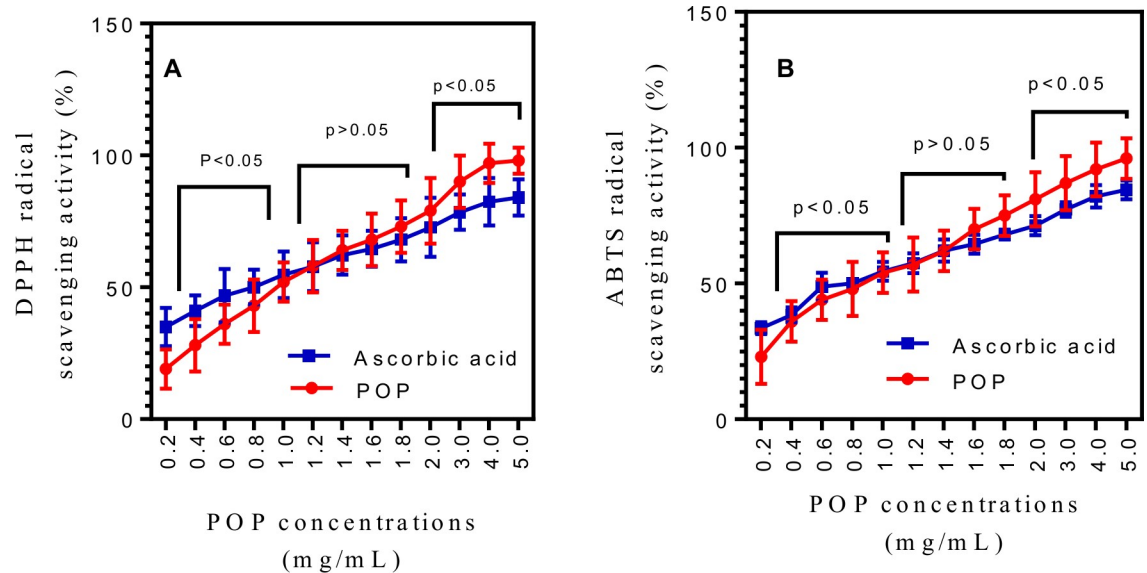 DPPH radical
scavenging activity (%)
150
100
50
0
A
P<0.05
p>0.05
p<0.05
Ascorbic acid
POP
0.2
0.4
0.6
0.8
1.0
1.2
1.4
1.6
1.8
2.0
3.0
4.0
5.0
POP concentrations
(mg/mL)
ABTS radical
scavenging activity (%)
150
100
50
0
B
p<0.05
p>0.05
p<0.05
Ascorbic acid
POP
0.2
0.4
0.6
0.8
1.0
1.2
1.4
1.6
1.8
2.0
3.0
4.0
5.0
POP concentrations
(mg/mL)